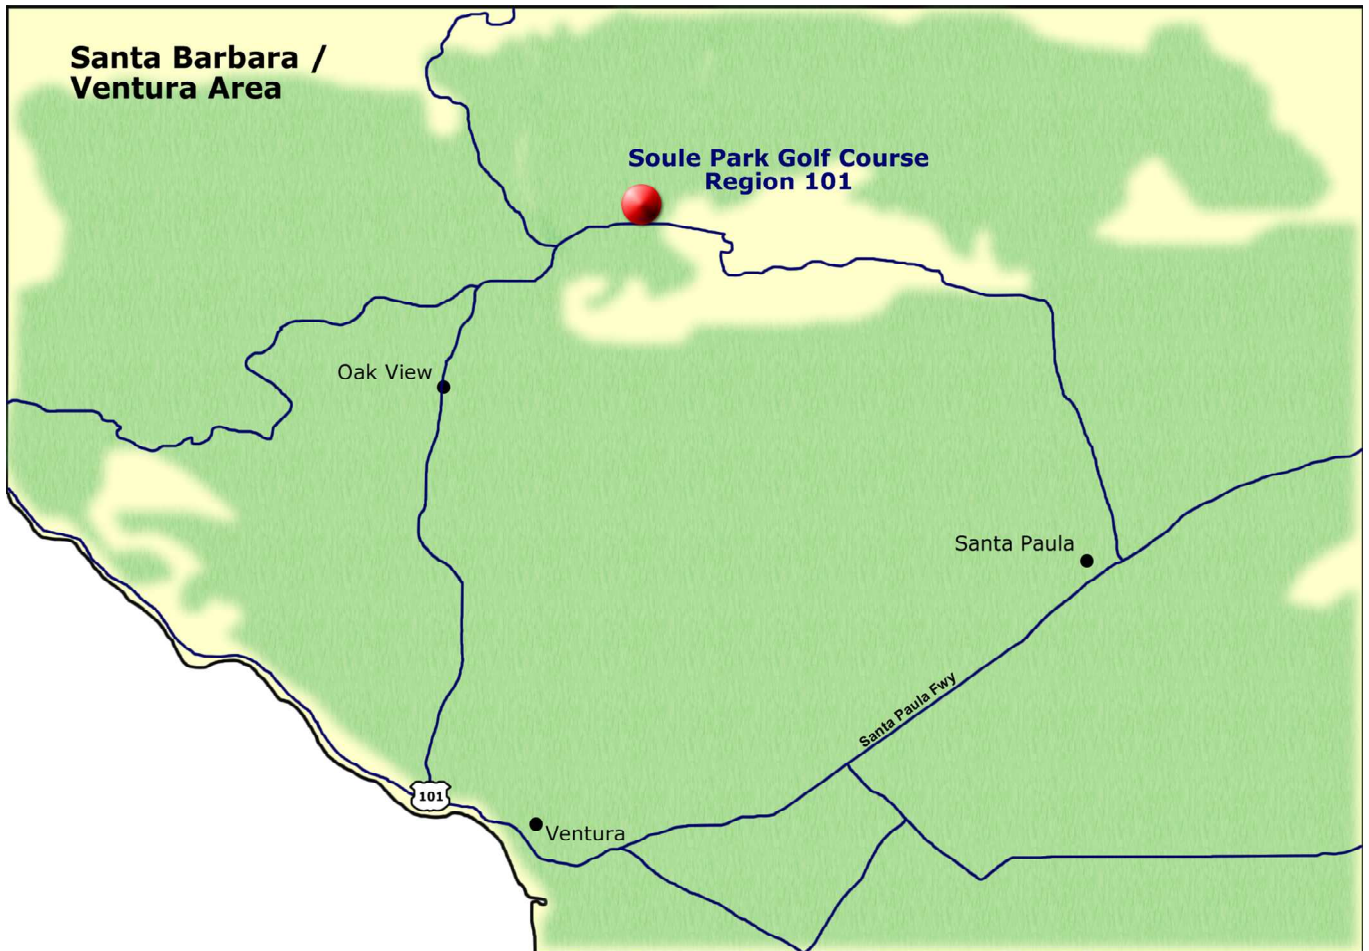 Santa Barbara /
Ventura Area
Soule Park Golf Course
Region 101
Oak View
Santa Paula
Santa Paula Fwy
101
Ventura